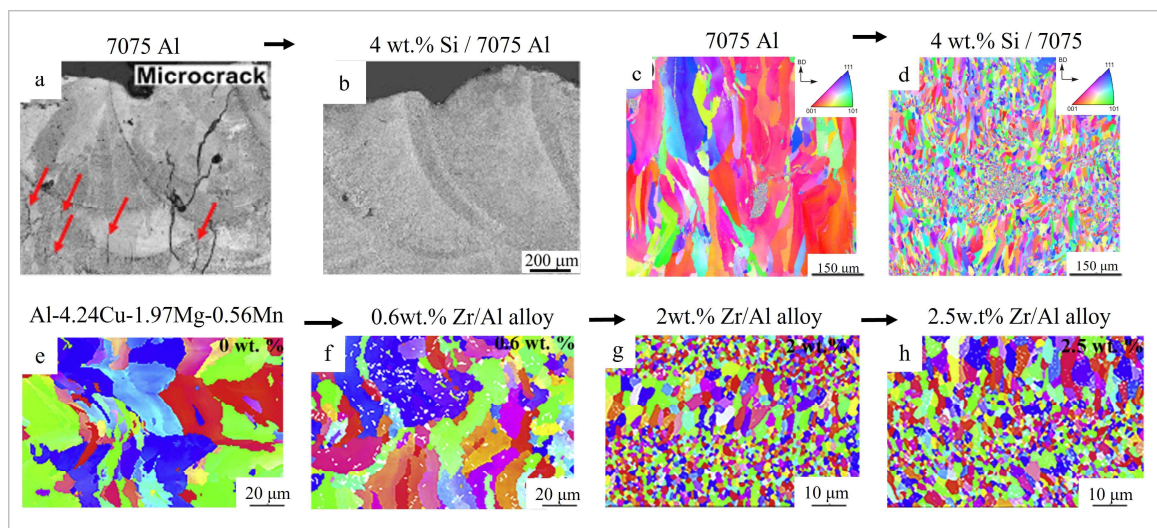 7075 Al
4 wt.% Si / 7075 Al
7075 Al
4 wt.% Si / 7075
a
Microcrack
b
200 μm
c
BD
111
001
101
150 μm
d
BD
111
001
101
150 μm
Al-4.24Cu-1.97Mg-0.56Mn
0.6wt.% Zr/Al alloy
2wt.% Zr/Al alloy
2.5w.t% Zr/Al alloy
e
0 wt. %
20 μm
f
0.6 wt. %
20 μm
g
2 wt.%
10 μm
h
2.5 wt. %
10 μm